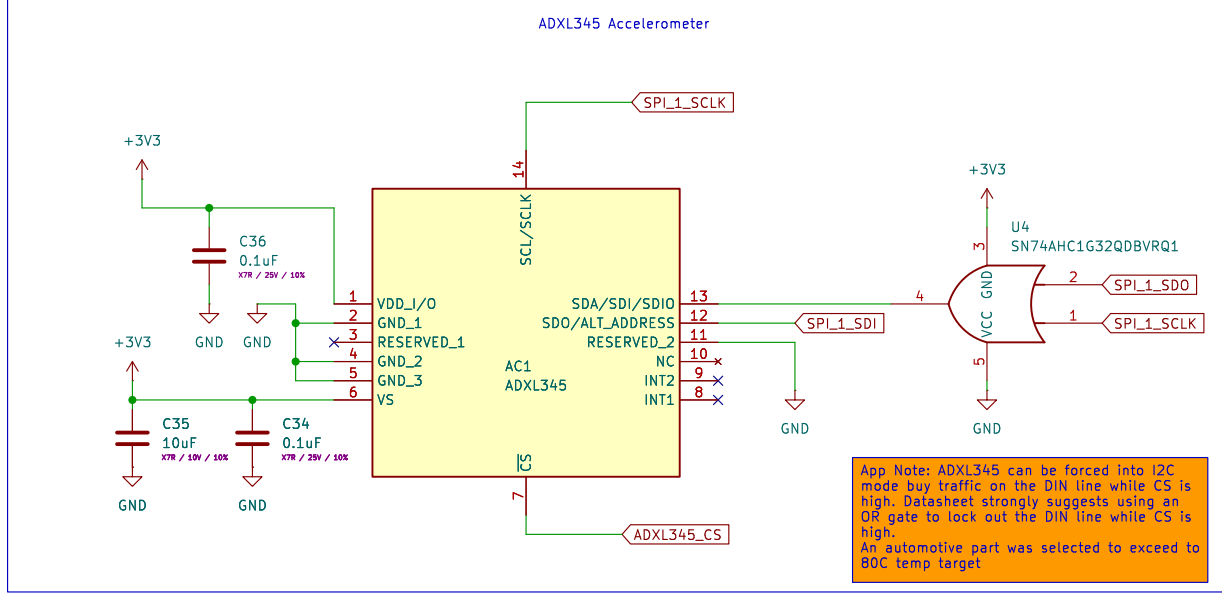 ADXL345 Accelerometer
SPI_1_SCLK
14
SCL/SCLK
+3V3
C36
0.1uF
X7R / 25V / 10%
GND
GND
1 VDD_I/O
2 GND_1
3 RESERVED_1
4 GND_2
5 GND_3
6 VS
SDA/SDI/SDIO 13
SDO/ALT_ADDRESS 12
RESERVED_2 11
NC 10
INT2 9
INT1 8
AC1
ADXL345
CS
7
ADXL345_CS
+3V3
C35
10uF
X7R / 10V / 10%
GND
C34
0.1uF
X7R / 25V / 10%
GND
SPI_1_SDI
GND
+3V3
U4
SN74AHC1G32QDBVRQ1
3
GND
VCC
5
4
2
SPI_1_SDO
1
SPI_1_SCLK
GND
App Note: ADXL345 can be forced into I2C
mode buy traffic on the DIN line while CS is
high. Datasheet strongly suggests using an
OR gate to lock out the DIN line while CS is
high.
An automotive part was selected to exceed to
80C temp target